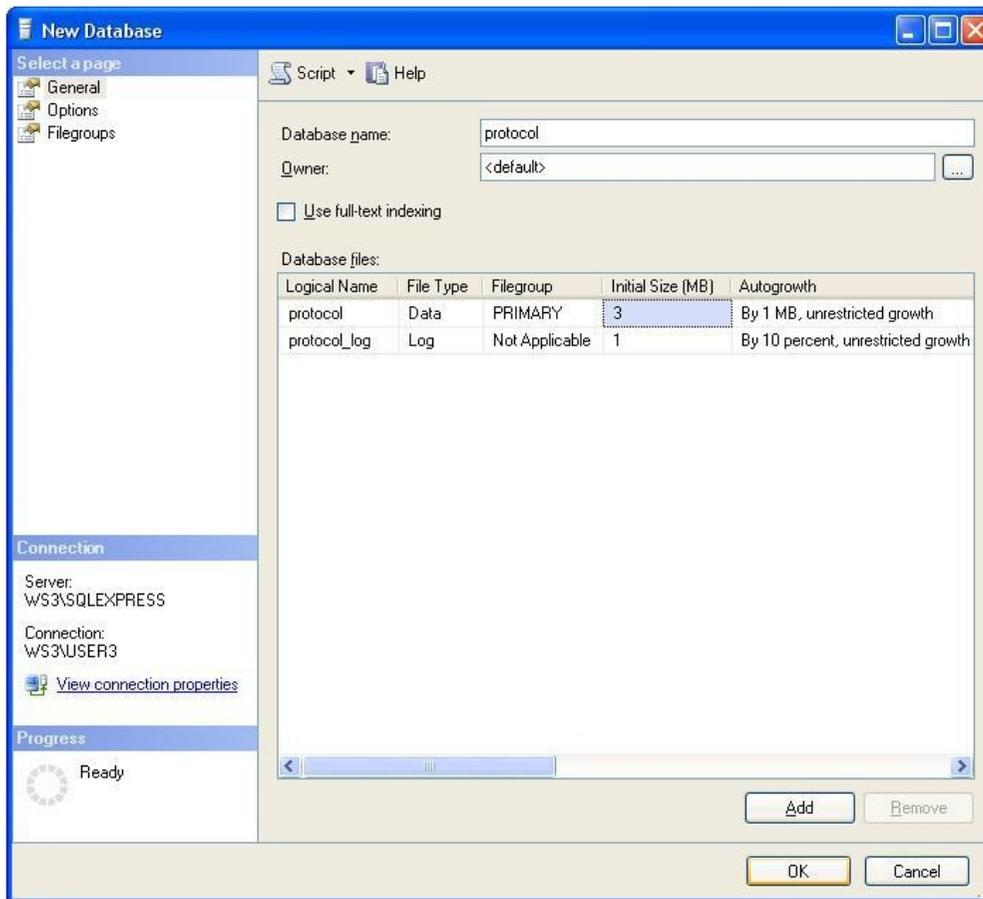 New Database
Select a page
General
Options
Filegroups
Script
Help
Database name:
protocol
Owner:
<default>
...
Use full-text indexing
Database files:
Logical Name File Type Filegroup Initial Size (MB) Autogrowth
protocol Data PRIMARY 3 By 1 MB, unrestricted growth
protocol_log Log Not Applicable 1 By 10 percent, unrestricted growth
Connection
Server:
WS3\SQLEXPRESS
Connection:
WS3\USER3
View connection properties
Progress
Ready
Add
Remove
OK
Cancel